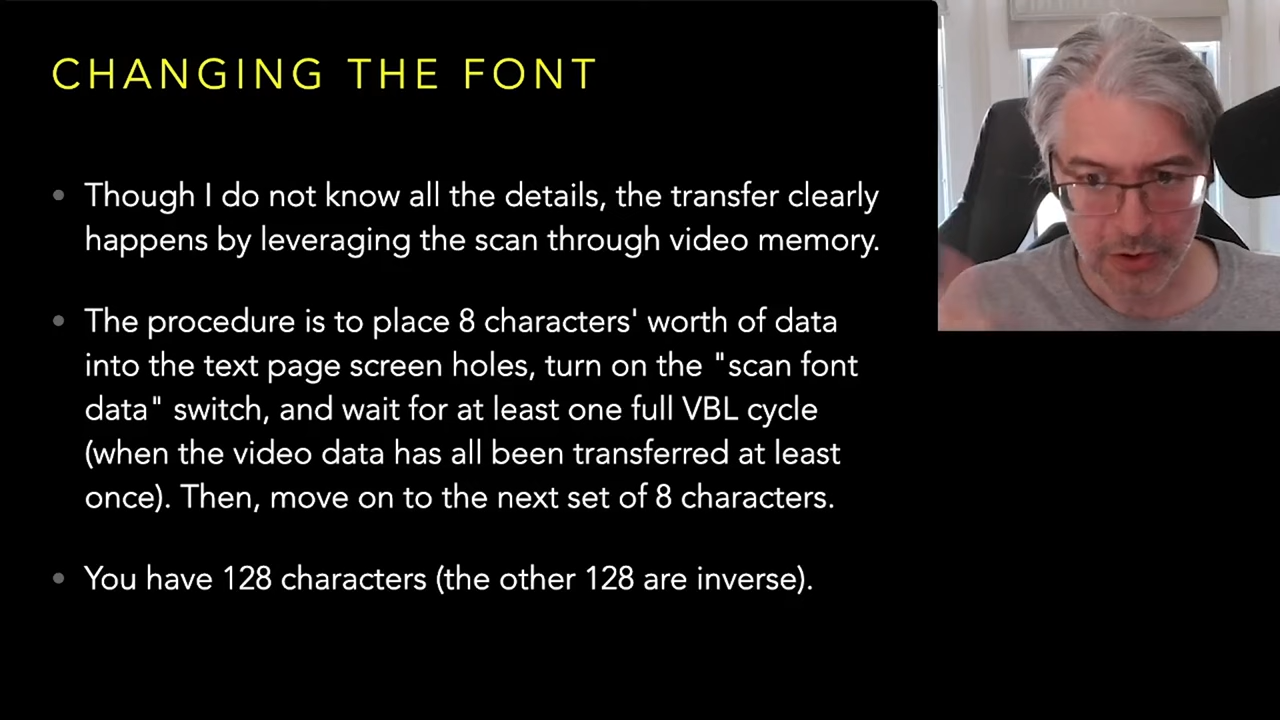 CHANGING THE FONT
Though I do not know all the details, the transfer clearly
happens by leveraging the scan through video memory.
The procedure is to place 8 characters' worth of data
into the text page screen holes, turn on the "scan font
data" switch, and wait for at least one full VBL cycle
(when the video data has all been transferred at least
once). Then, move on to the next set of 8 characters.
You have 128 characters (the other 128 are inverse).